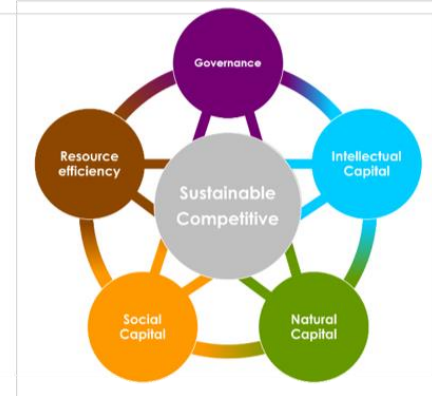 Governance
Resource
efficiency
Intellectual
Capital
Sustainable
Competitive
Social
Capital
Natural
Capital